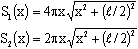 S₁(x) = 4πx√(x² + (ℓ/2)²)
S₂(x) = 2πx√(x² + (ℓ/2)²